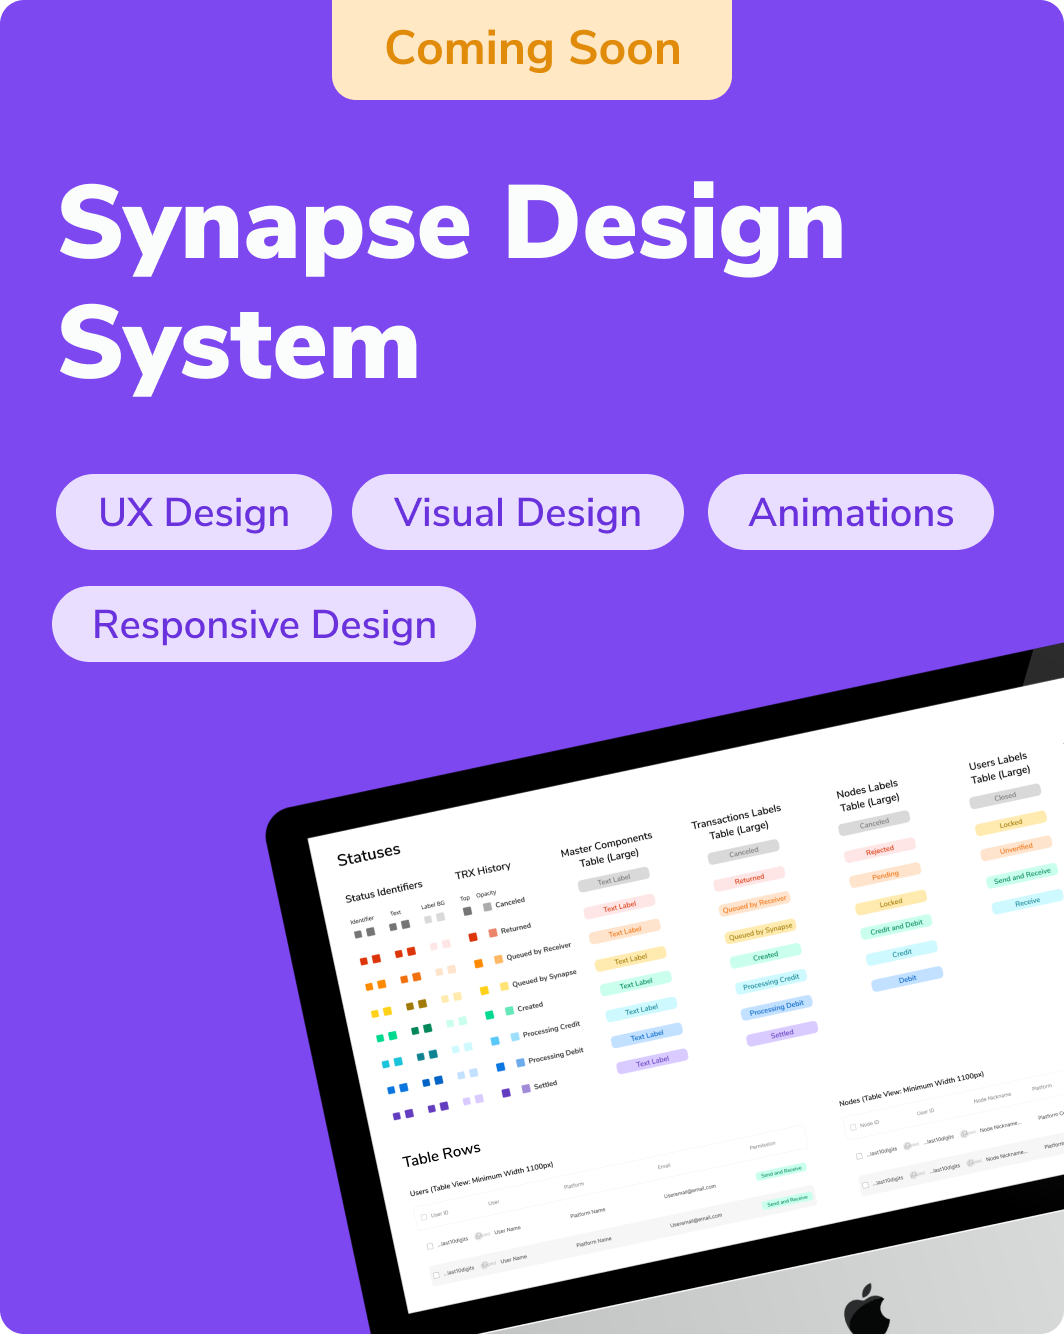 Coming Soon
Synapse Design
System
UX Design
Visual Design
Animations
Responsive Design
Statuses
Status Identifiers
TRX History
Identifier
Text
Label BG
Top
Opacity
Canceled
Returned
Queued by Receiver
Queued by Synapse
Created
Processing Credit
Processing Debit
Settled
Master Components
Table (Large)
Text Label
Text Label
Text Label
Text Label
Text Label
Text Label
Text Label
Text Label
Transactions Labels
Table (Large)
Canceled
Returned
Queued by Receiver
Queued by Synapse
Created
Processing Credit
Processing Debit
Settled
Nodes Labels
Table (Large)
Canceled
Rejected
Pending
Locked
Credit and Debit
Credit
Debit
Users Labels
Table (Large)
Closed
Locked
Unverified
Send and Receive
Receive
Table Rows
Users (Table View: Minimum Width 1100px)
User ID
User
Platform
Email
Permission
...last10digits
User Name
Platform Name
Useremail@email.com
Send and Receive
...last10digits
User Name
Platform Name
Useremail@email.com
Send and Receive
Nodes (Table View: Minimum Width 1100px)
Node ID
User ID
Node Nickname
Platform
...last10digits
...last10digits
Node Nickname...
...last10digits
...last10digits
Node Nickname...